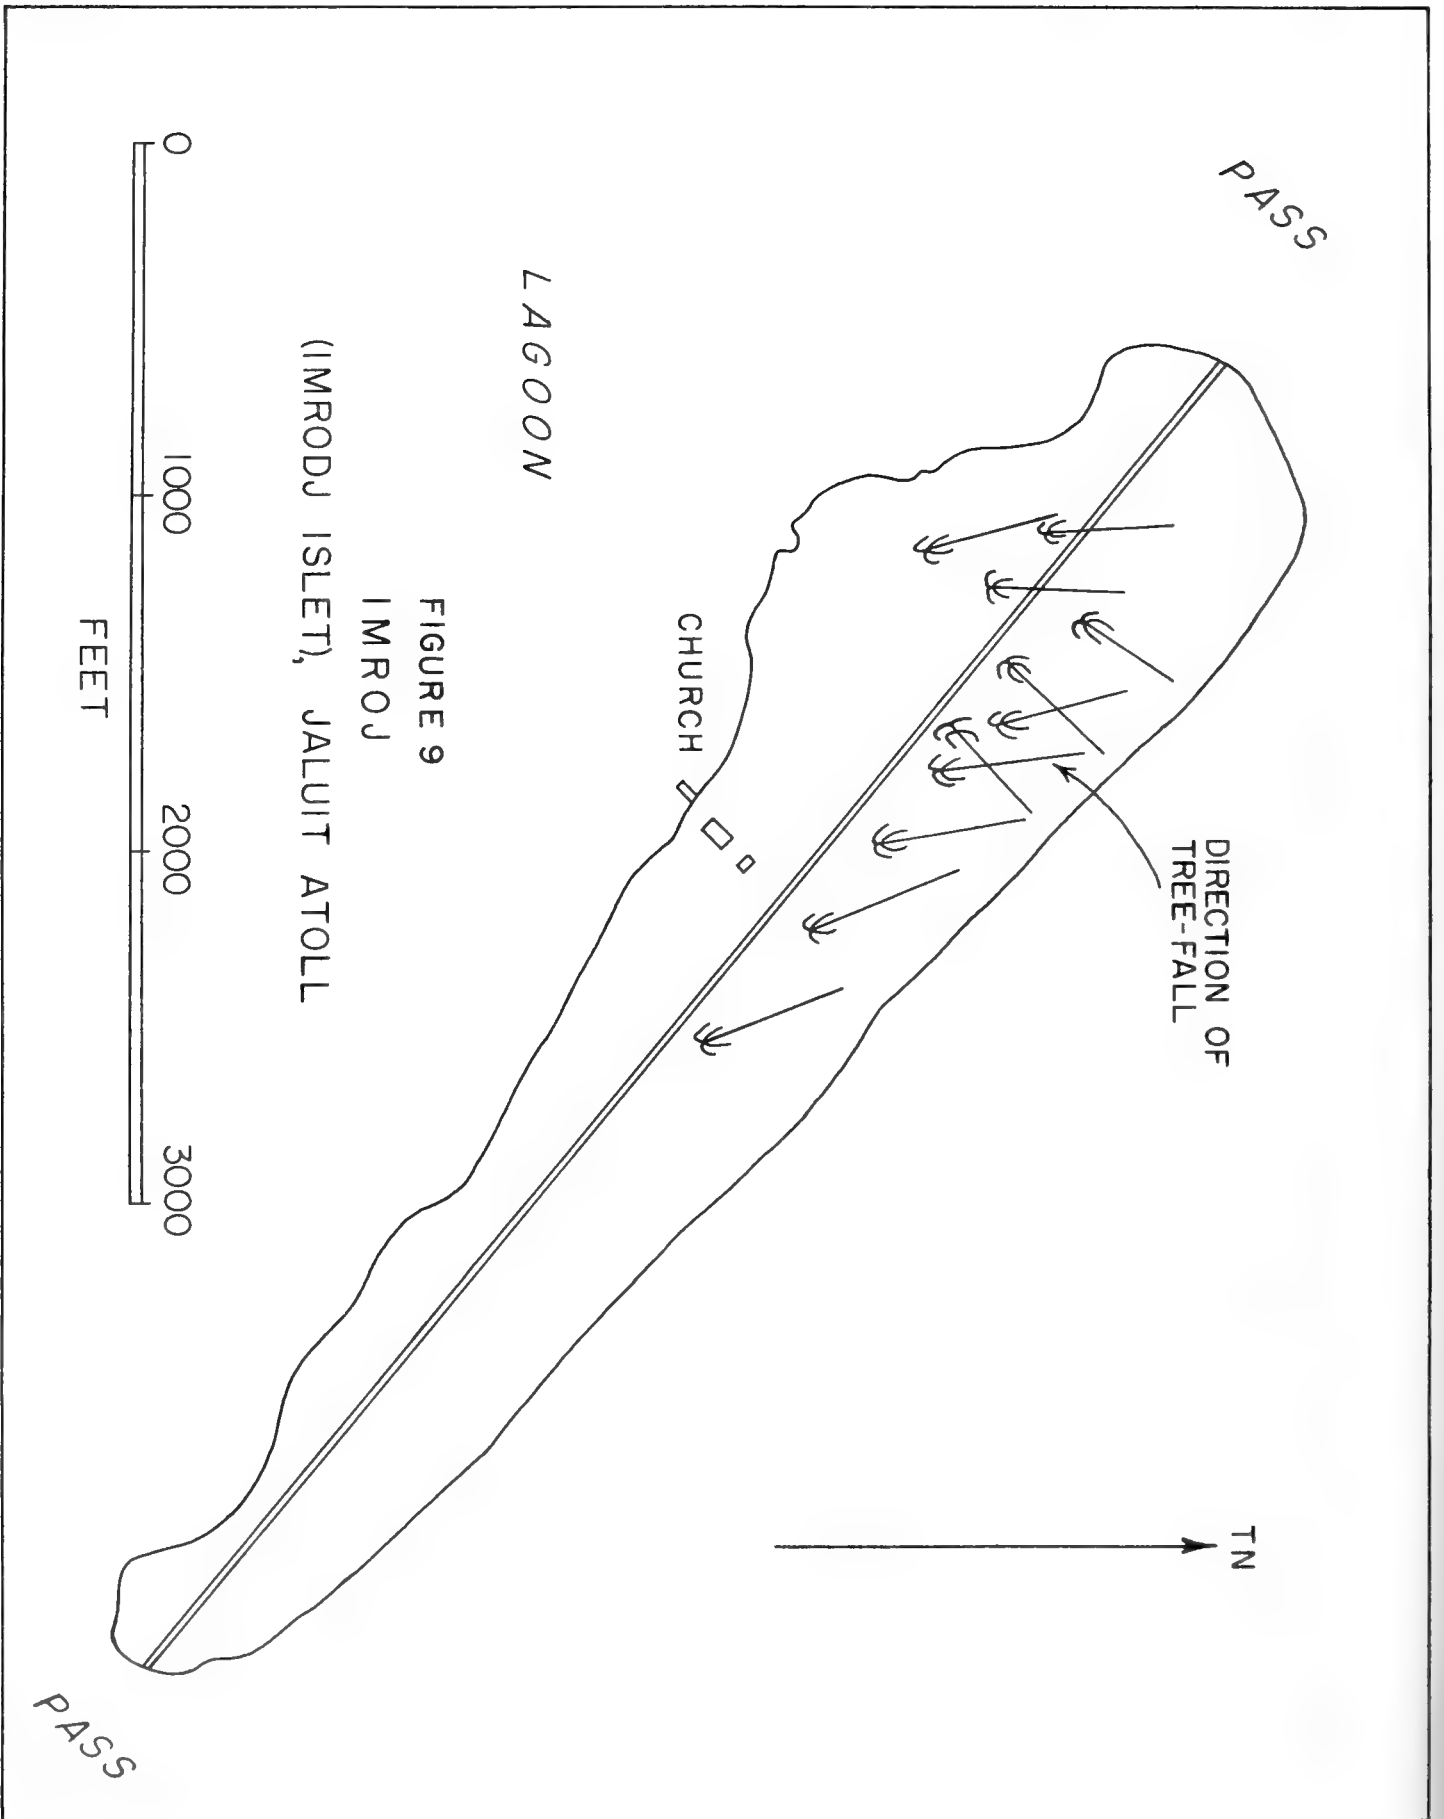 PASS
TN
DIRECTION OF
TREE-FALL
LAGOON
CHURCH
FIGURE 9
IMROJ
(IMRODJ ISLET), JALUIT ATOLL
0 1000 2000 3000
FEET
PASS